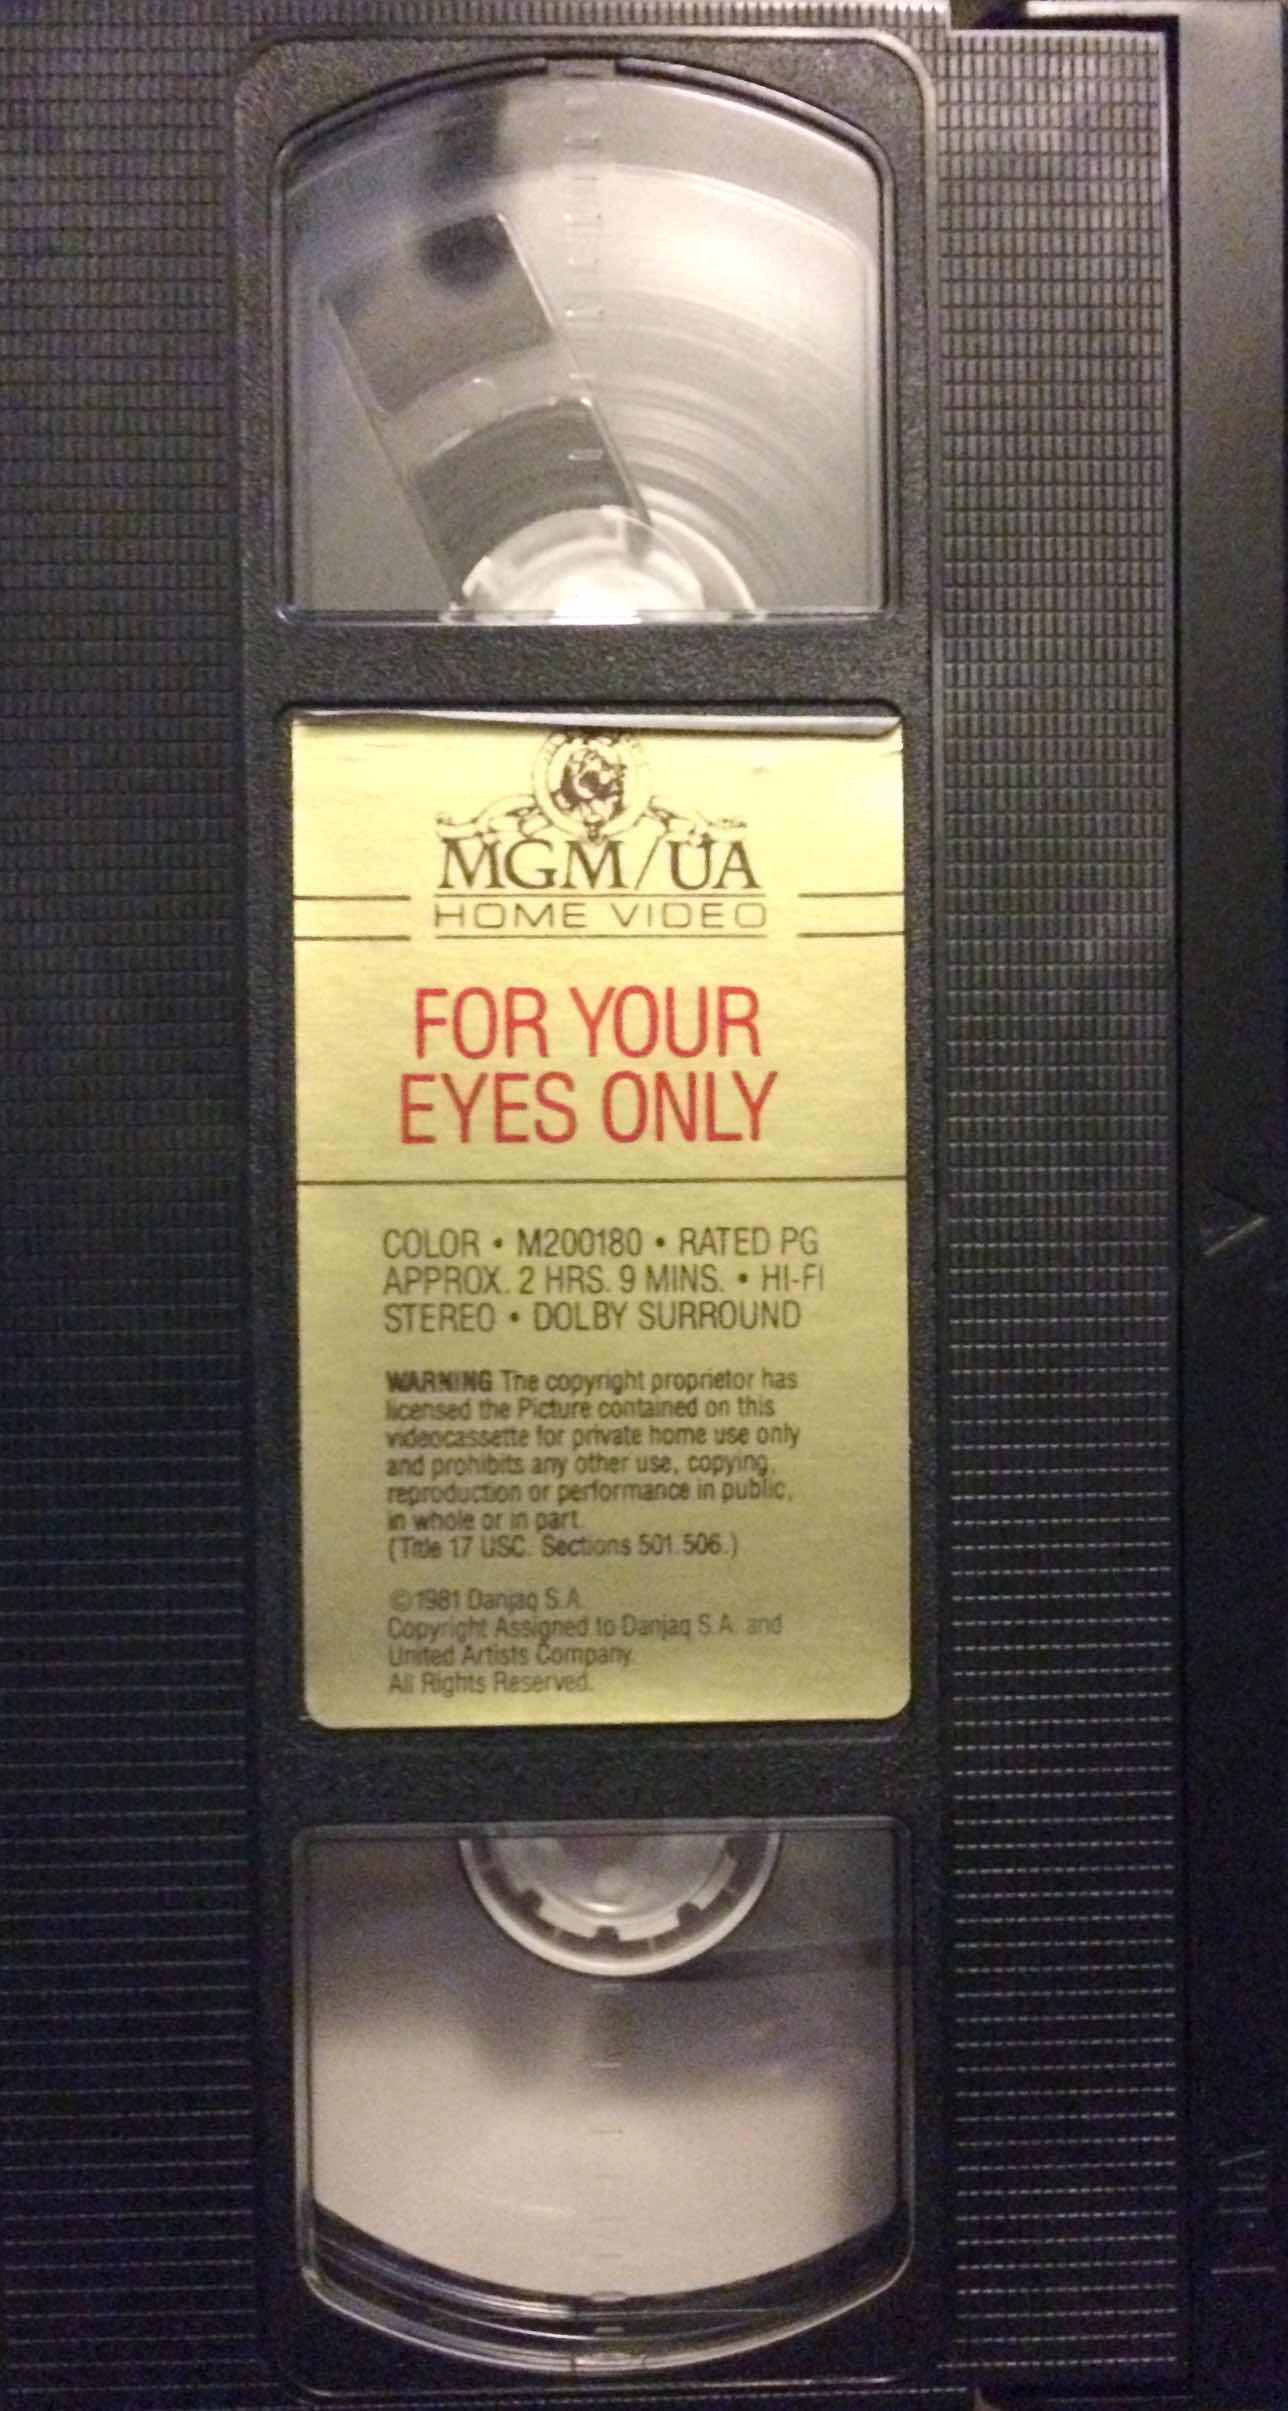 MGM/UA
HOME VIDEO
FOR YOUR
EYES ONLY
COLOR • M200180 • RATED PG
APPROX. 2 HRS. 9 MINS. • HI-FI
STEREO • DOLBY SURROUND
WARNING The copyright proprietor has
licensed the Picture contained on this
videocassette for private home use only
and prohibits any other use, copying,
reproduction or performance in public,
in whole or in part.
(Title 17 USC. Sections 501.506.)
©1981 Danjaq S.A.
Copyright Assigned to Danjaq S.A. and
United Artists Company.
All Rights Reserved.